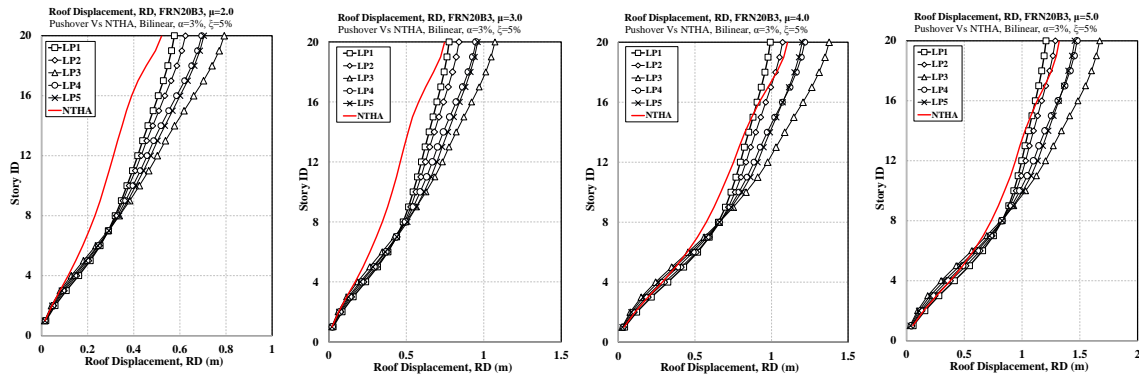 Roof Displacement, RD, FRN20B3, μ=2.0
Pushover Vs NTHA, Bilinear, α=3%, ξ=5%
20
16
12
8
4
0
Story ID
LP1
LP2
LP3
LP4
LP5
NTHA
0
0.2
0.4
0.6
0.8
1
Roof Displacement, RD (m)
Roof Displacement, RD, FRN20B3, μ=3.0
Pushover Vs NTHA, Bilinear, α=3%, ξ=5%
20
16
12
8
4
0
Story ID
LP1
LP2
LP3
LP4
LP5
NTHA
0
0.5
1
1.5
Roof Displacement, RD (m)
Roof Displacement, RD, FRN20B3, μ=4.0
Pushover Vs NTHA, Bilinear, α=3%, ξ=5%
20
16
12
8
4
0
Story ID
LP1
LP2
LP3
LP4
LP5
NTHA
0
0.5
1
1.5
Roof Displacement, RD (m)
Roof Displacement, RD, FRN20B3, μ=5.0
Pushover Vs NTHA, Bilinear, α=3%, ξ=5%
20
16
12
8
4
0
Story ID
LP1
LP2
LP3
LP4
LP5
NTHA
0
0.5
1
1.5
2
Roof Displacement, RD (m)